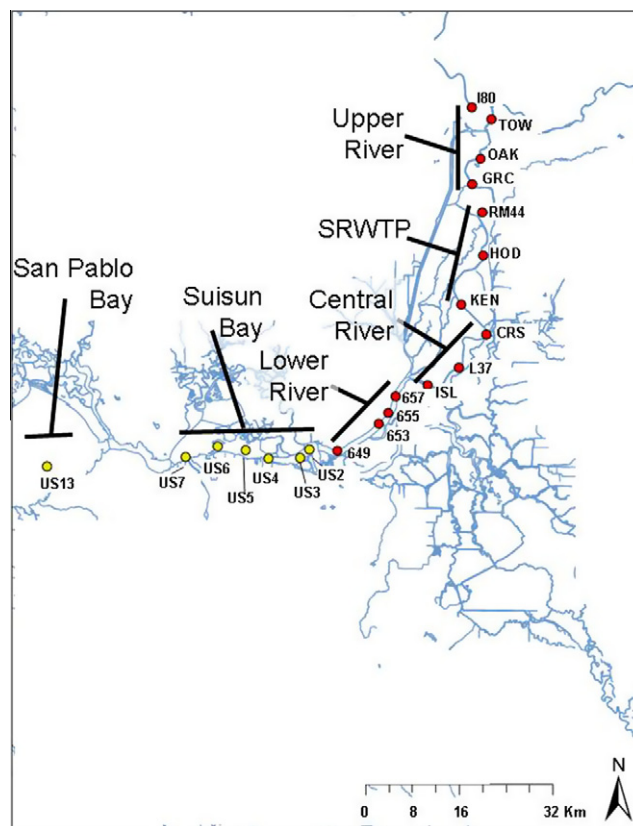 I80
TOW
Upper
River
OAK
GRC
RM44
SRWTP
HOD
San Pablo
Bay
Suisun
Bay
Central
River
KEN
CRS
Lower
River
L37
ISL
657
655
653
649
US6
US7
US5
US4
US3
US2
US13
N
0 8 16 32 Km